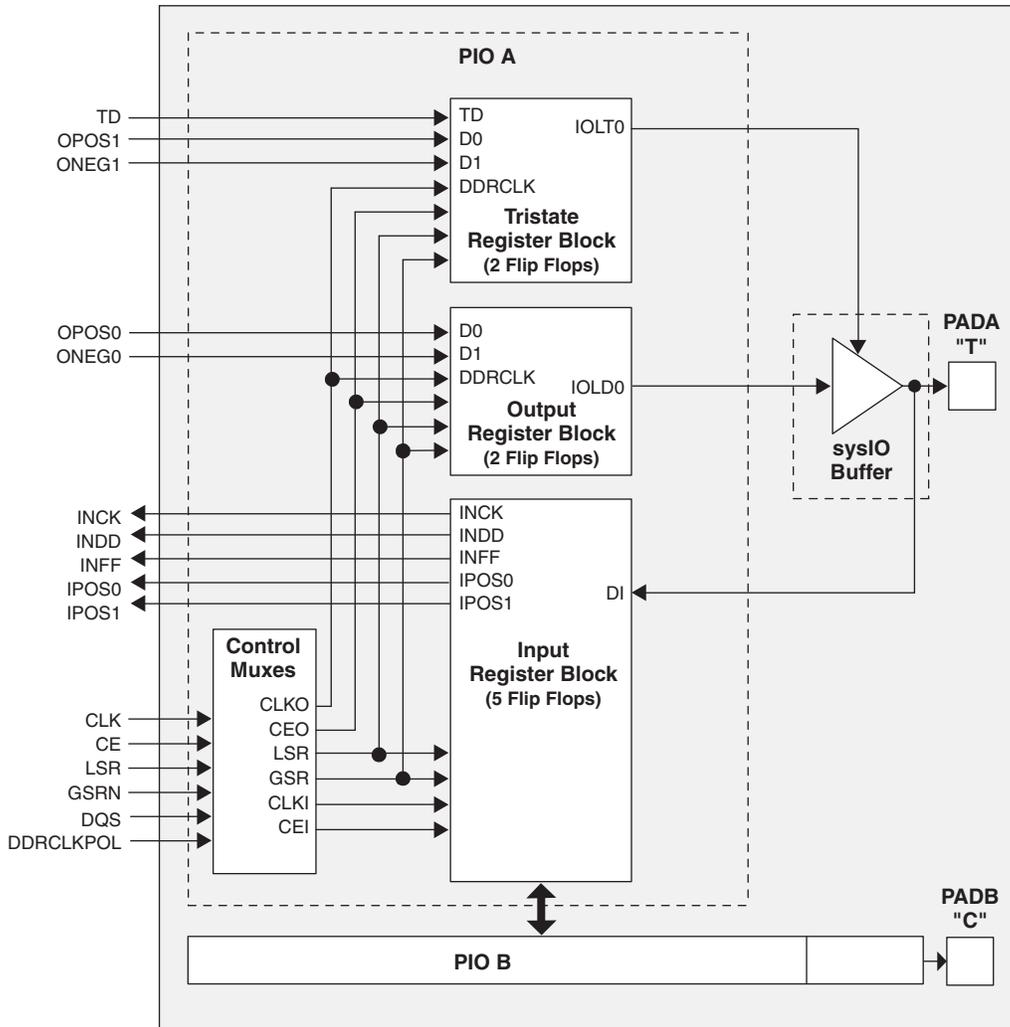 PIO A
TD
OPOS1
ONEG1
TD
D0
D1
DDRCLK
IOLT0
Tristate
Register Block
(2 Flip Flops)
OPOS0
ONEG0
D0
D1
DDRCLK
IOLD0
Output
Register Block
(2 Flip Flops)
PADA
"T"
sysIO
Buffer
INCK
INDD
INFF
IPOS0
IPOS1
INCK
INDD
INFF
IPOS0
IPOS1
DI
Input
Register Block
(5 Flip Flops)
Control
Muxes
CLKO
CEO
LSR
GSR
CLKI
CEI
CLK
CE
LSR
GSRN
DQS
DDRCLKPOL
PADB
"C"
PIO B